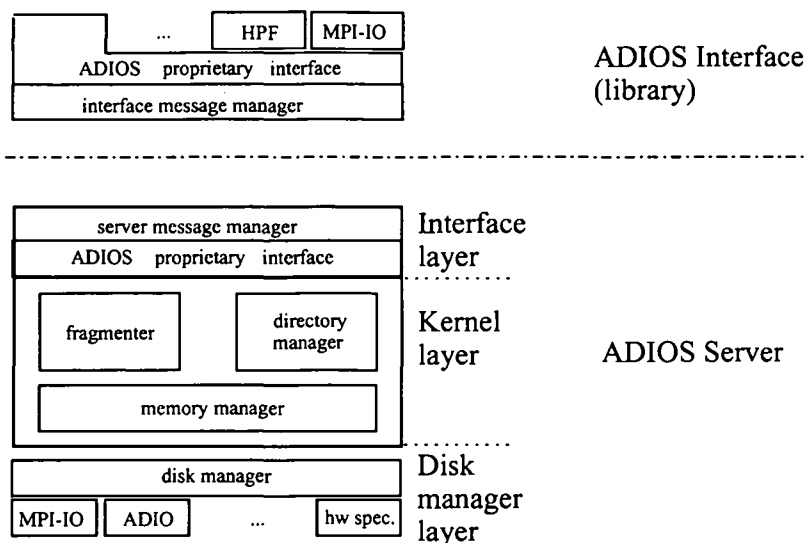 ... HPF MPI-IO
ADIOS proprietary interface
interface message manager
ADIOS Interface
(library)
server message manager
ADIOS proprietary interface
Interface
layer
fragmenter
directory
manager
memory manager
Kernel
layer
ADIOS Server
disk manager
MPI-IO ADIO ... hw spec.
Disk
manager
layer